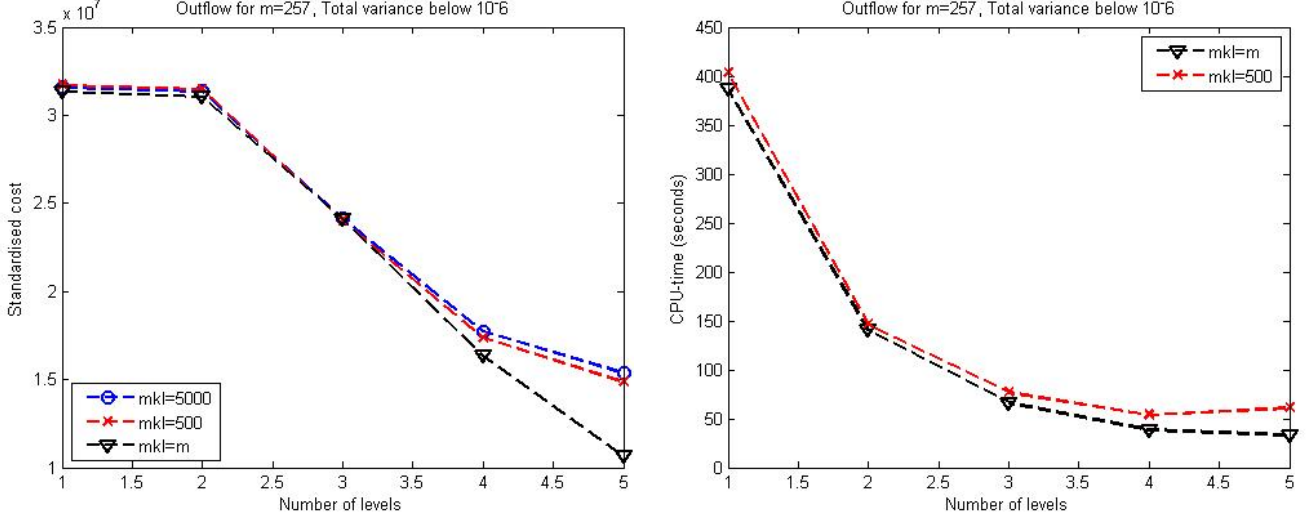 Outflow for m=257, Total variance below 10^-6
x 10^7
3.5
3
2.5
2
1.5
1
Standardised cost
mkl=5000
mkl=500
mkl=m
1 1.5 2 2.5 3 3.5 4 4.5 5
Number of levels
Outflow for m=257, Total variance below 10^-6
450
400
350
300
250
200
150
100
50
0
CPU-time (seconds)
mkl=m
mkl=500
1 1.5 2 2.5 3 3.5 4 4.5 5
Number of levels